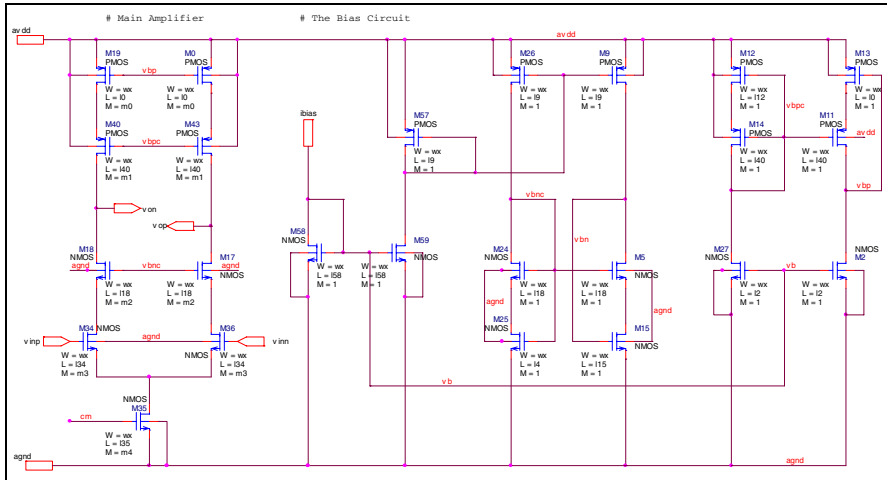 # Main Amplifier
# The Bias Circuit
avdd
avdd
M19
PMOS
W = wx
L = l0
M = m0
vbp
M0
PMOS
W = wx
L = l0
M = m0
M40
PMOS
W = wx
L = l40
M = m1
vbpc
M43
PMOS
W = wx
L = l40
M = m1
von
vop
M18
NMOS
agnd
W = wx
L = l18
M = m2
vbnc
M17
agnd
NMOS
W = wx
L = l18
M = m2
vinp
M34
NMOS
W = wx
L = l34
M = m3
agnd
M36
NMOS
W = wx
L = l34
M = m3
vinn
cm
NMOS
M35
W = wx
L = l35
M = m4
agnd
ibias
M58
NMOS
W = wx
L = l58
M = 1
M57
PMOS
W = wx
L = l9
M = 1
M59
NMOS
W = wx
L = l58
M = 1
M26
PMOS
W = wx
L = l9
M = 1
M9
PMOS
W = wx
L = l9
M = 1
vbnc
vbn
M24
NMOS
W = wx
L = l18
M = 1
agnd
M5
NMOS
W = wx
L = l18
M = 1
agnd
M25
NMOS
W = wx
L = l4
M = 1
M15
NMOS
W = wx
L = l15
M = 1
vb
M12
PMOS
W = wx
L = l12
M = 1
vbpc
M13
PMOS
W = wx
L = l0
M = 1
M14
PMOS
W = wx
L = l40
M = 1
M11
PMOS
W = wx
L = l40
M = 1
avdd
vbp
M27
NMOS
W = wx
L = l2
M = 1
vb
NMOS
M2
W = wx
L = l2
M = 1
agnd